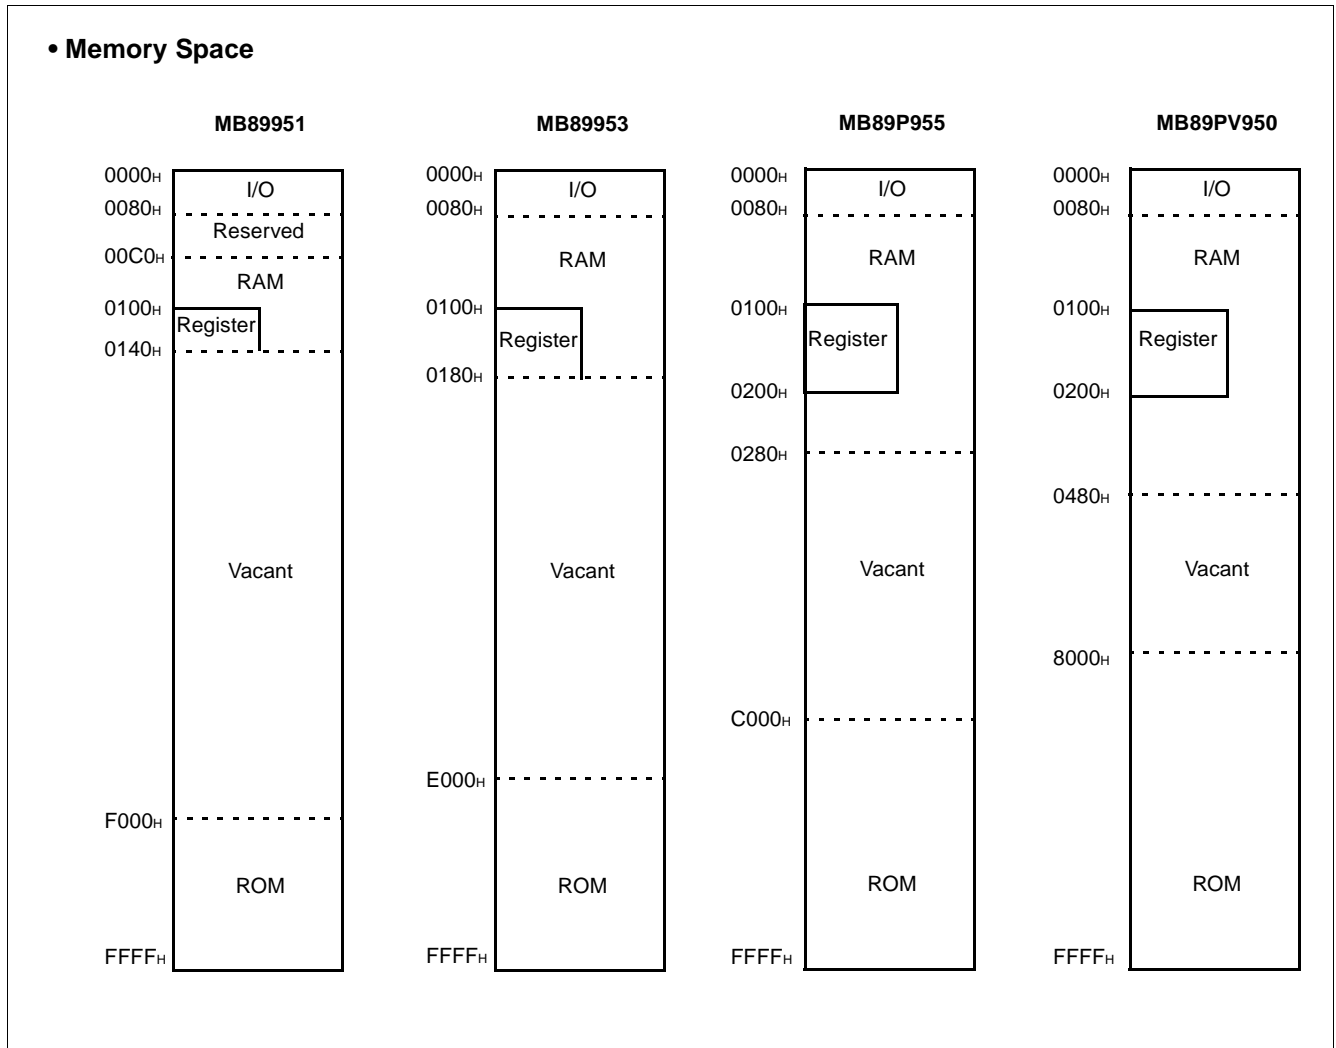 • Memory Space
MB89951
0000H
I/O
0080H
Reserved
00C0H
RAM
0100H
Register
0140H
Vacant
F000H
ROM
FFFFH
MB89953
0000H
I/O
0080H
RAM
0100H
Register
0180H
Vacant
E000H
ROM
FFFFH
MB89P955
0000H
I/O
0080H
RAM
0100H
Register
0200H
0280H
Vacant
C000H
ROM
FFFFH
MB89PV950
0000H
I/O
0080H
RAM
0100H
Register
0200H
0480H
Vacant
8000H
ROM
FFFFH